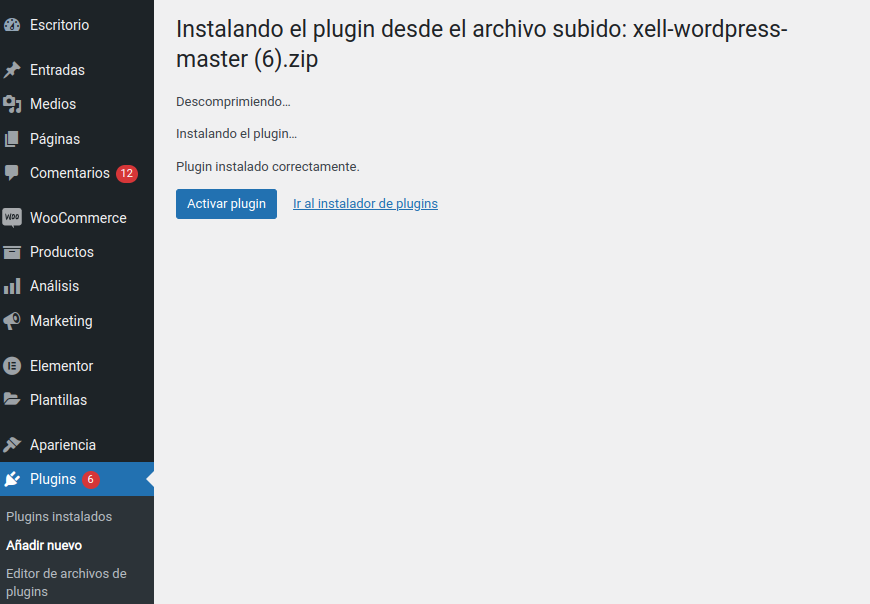 Escritorio
Entradas
Medios
Páginas
Comentarios 12
WooCommerce
Productos
Análisis
Marketing
Elementor
Plantillas
Apariencia
Plugins 6
Plugins instalados
Añadir nuevo
Editor de archivos de
plugins
Instalando el plugin desde el archivo subido: xell-wordpress-
master (6).zip
Descomprimiendo…
Instalando el plugin…
Plugin instalado correctamente.
Activar plugin Ir al instalador de plugins